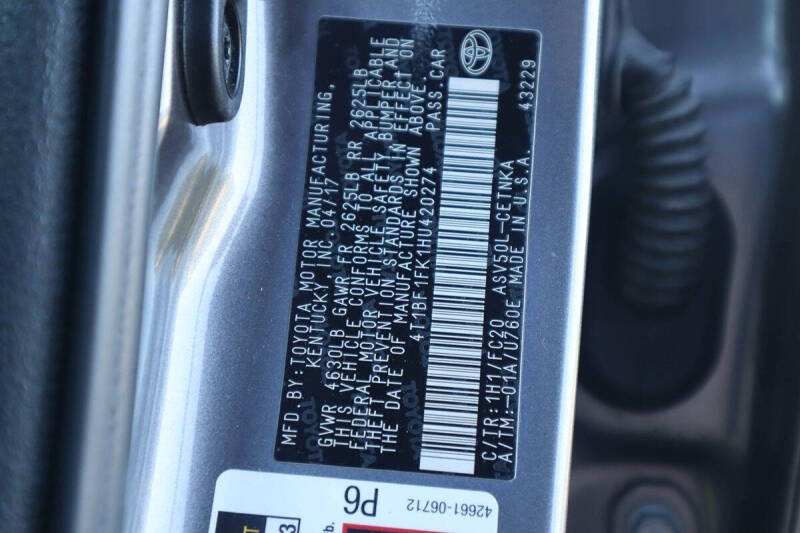 MFD BY: TOYOTA MOTOR MANUFACTURING,
KENTUCKY, INC. 04/17
GVWR 4630LB GAWR FR 2625LB RR 2625LB
THIS VEHICLE CONFORMS TO ALL APPLICABLE
FEDERAL MOTOR VEHICLE SAFETY, BUMPER AND
THEFT PREVENTION STANDARDS IN EFFECT ON
THE DATE OF MANUFACTURE SHOWN ABOVE.
4T1BF1FK1HU420274 PASS. CAR
C/TR: 1H1/FC20 ASV50L-CETNKA
A/TM: -01A/U760E MADE IN U.S.A. 43229
P6
42661-06712